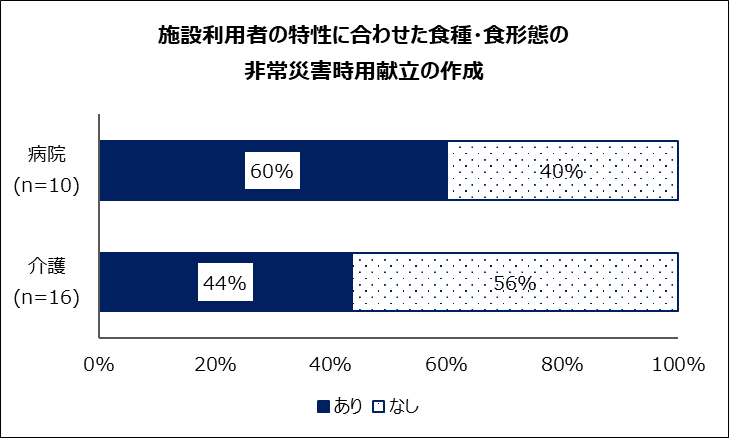 施設利用者の特性に合わせた食種・食形態の
非常災害時用献立の作成
病院
(n=10)
60%
40%
介護
(n=16)
44%
56%
0%
20%
40%
60%
80%
100%
あり
なし